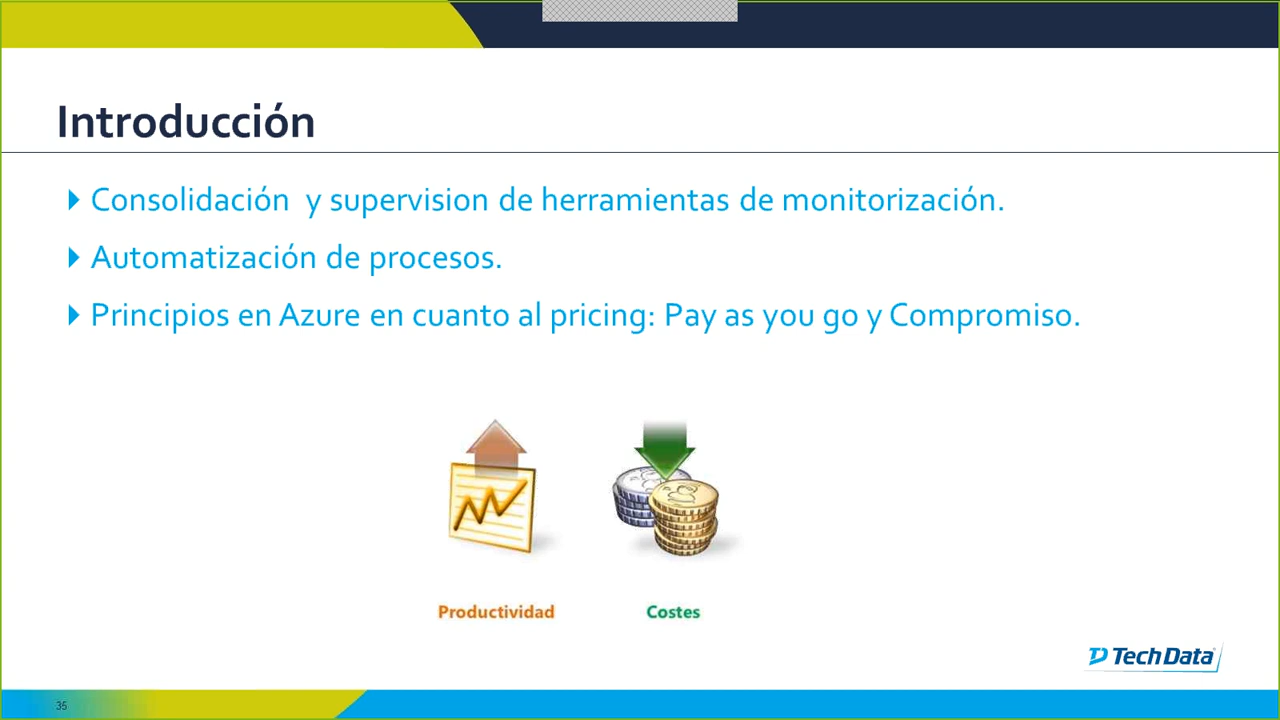 Introducción
Consolidación y supervision de herramientas de monitorización.
Automatización de procesos.
Principios en Azure en cuanto al pricing: Pay as you go y Compromiso.
Productividad Costes
TechData
35